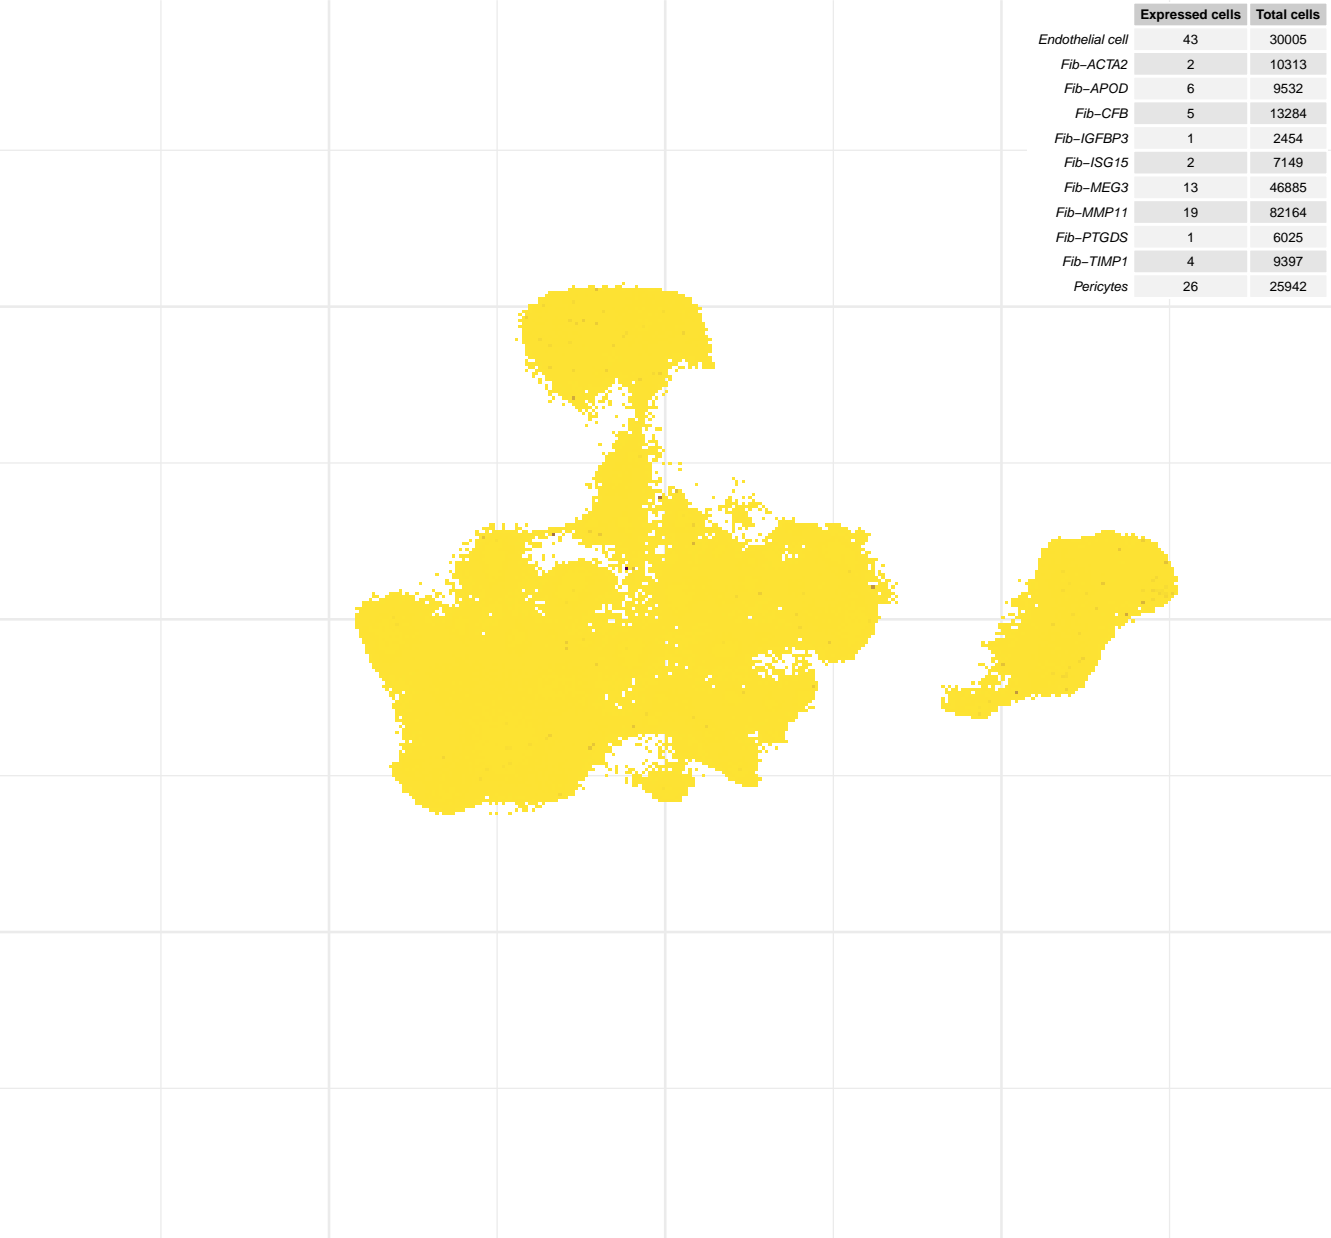 Expressed cells Total cells
Endothelial cell 43 30005
Fib−ACTA2 2 10313
Fib−APOD 6 9532
Fib−CFB 5 13284
Fib−IGFBP3 1 2454
Fib−ISG15 2 7149
Fib−MEG3 13 46885
Fib−MMP11 19 82164
Fib−PTGDS 1 6025
Fib−TIMP1 4 9397
Pericytes 26 25942